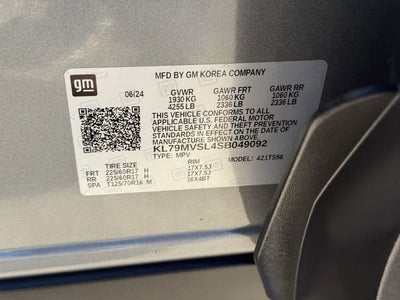 gm
MFD BY GM KOREA COMPANY
06/24 GVWR GAWR FRT GAWR RR
1930 KG 1060 KG 1060 KG
4255 LB 2336 LB 2336 LB
THIS VEHICLE CONFORMS TO ALL
APPLICABLE U.S. FEDERAL MOTOR
VEHICLE SAFETY, BUMPER, AND THEFT
PREVENTION STANDARDS IN EFFECT
ON THE DATE OF
MANUFACTURE SHOWN ABOVE.
KL79MVSL4SB049092
TYPE: MPV MODEL: 421TS56
TIRE SIZE RIM
FRT 225/60R17 H 17X7.5J
RR 225/60R17 H 17X7.5J
SPA T125/70R16 M 16X4BT